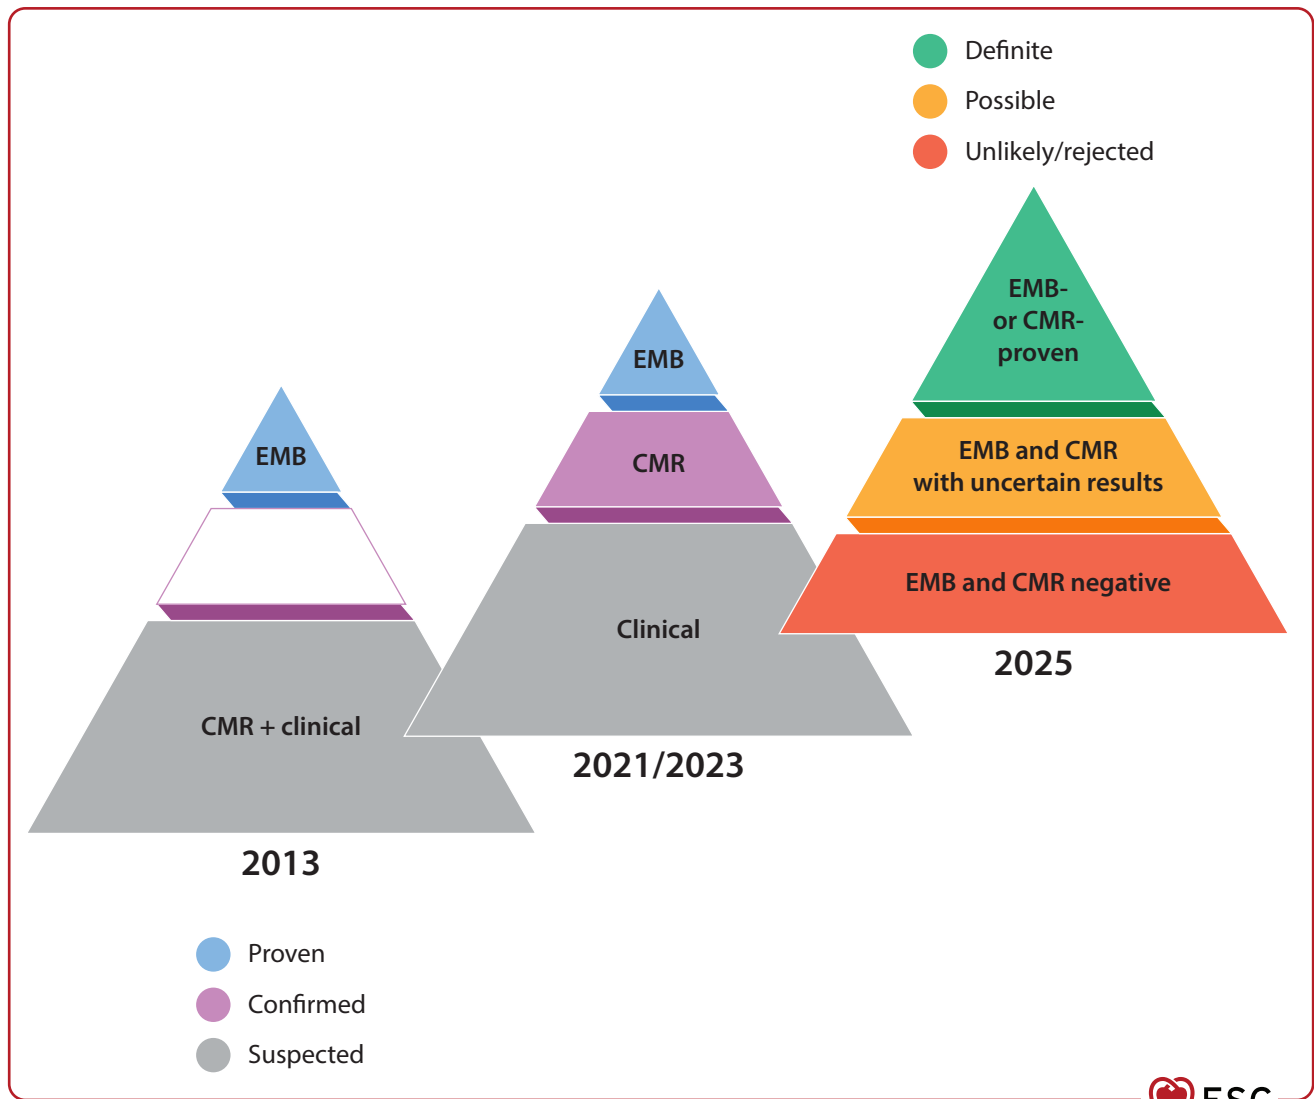 Definite
Possible
Unlikely/rejected
EMB
CMR + clinical
2013
EMB
CMR
Clinical
2021/2023
EMB-
or CMR-
proven
EMB and CMR
with uncertain results
EMB and CMR negative
2025
Proven
Confirmed
Suspected
ESC